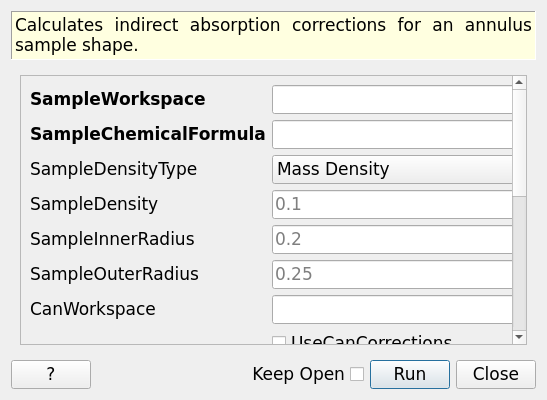 Calculates indirect absorption corrections for an annulus
sample shape.
SampleWorkspace
SampleChemicalFormula
SampleDensityType Mass Density
SampleDensity 0.1
SampleInnerRadius 0.2
SampleOuterRadius 0.25
CanWorkspace
UseCanCorrections
? Keep Open Run Close